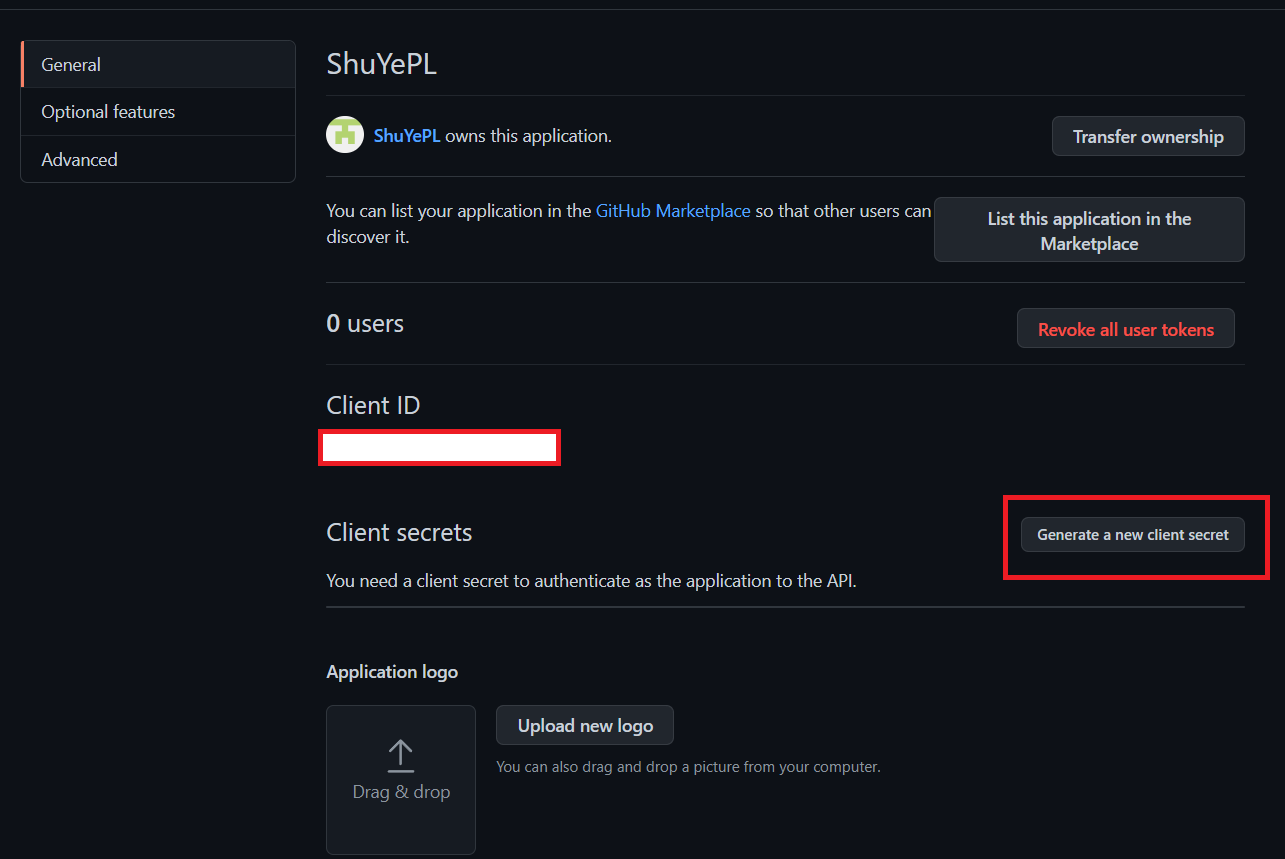 General
Optional features
Advanced
ShuYePL
ShuYePL owns this application.
Transfer ownership
You can list your application in the GitHub Marketplace so that other users can
discover it.
List this application in the
Marketplace
0 users
Revoke all user tokens
Client ID
Client secrets
Generate a new client secret
You need a client secret to authenticate as the application to the API.
Application logo
Drag & drop
Upload new logo
You can also drag and drop a picture from your computer.